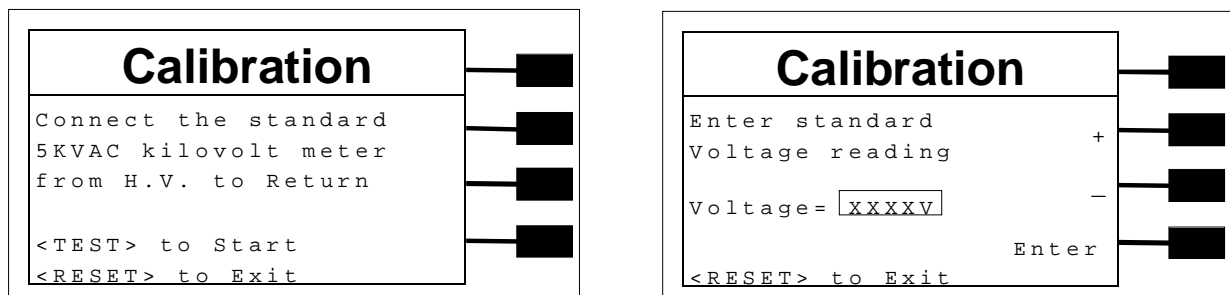 Calibration
Connect the standard
5KVAC kilovolt meter
from H.V. to Return
<TEST> to Start
<RESET> to Exit
Calibration
Enter standard
+
Voltage reading
Voltage= XXXXV
−
Enter
<RESET> to Exit